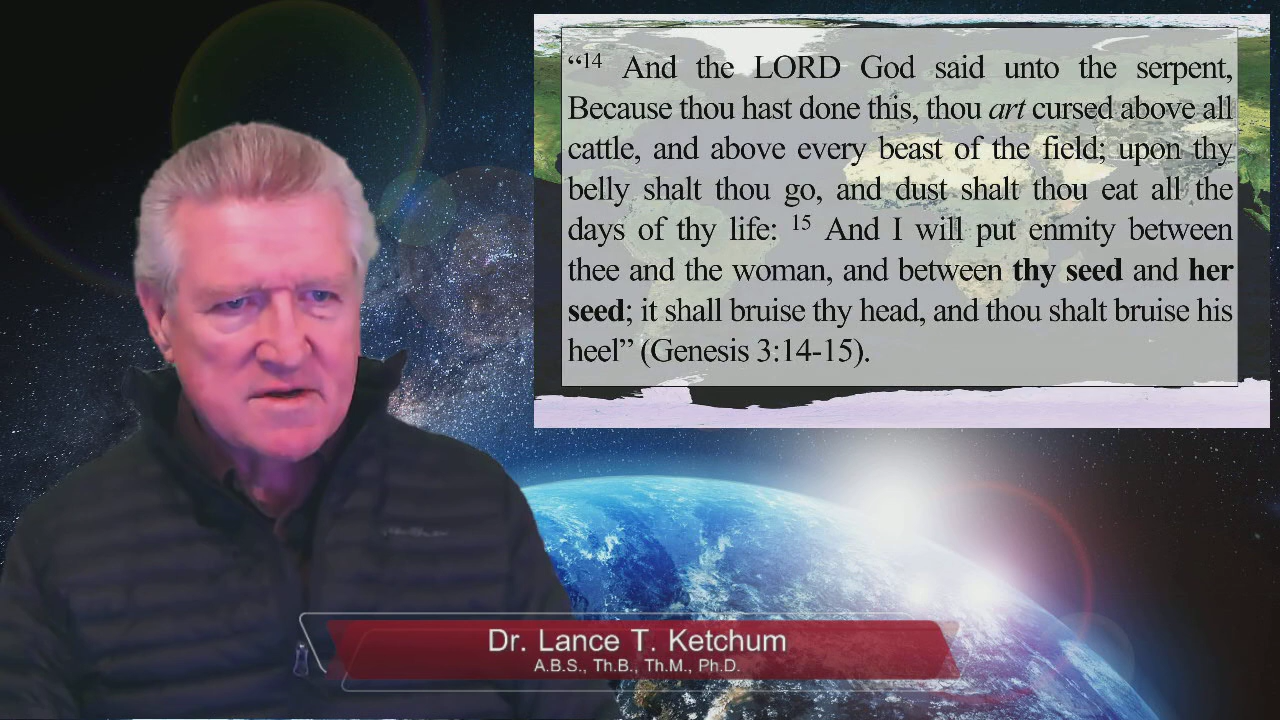 “14 And the LORD God said unto the serpent,
Because thou hast done this, thou art cursed above all
cattle, and above every beast of the field; upon thy
belly shalt thou go, and dust shalt thou eat all the
days of thy life: 15 And I will put enmity between
thee and the woman, and between thy seed and her
seed; it shall bruise thy head, and thou shalt bruise his
heel” (Genesis 3:14-15).
Dr. Lance T. Ketchum
A.B.S., Th.B., Th.M., Ph.D.